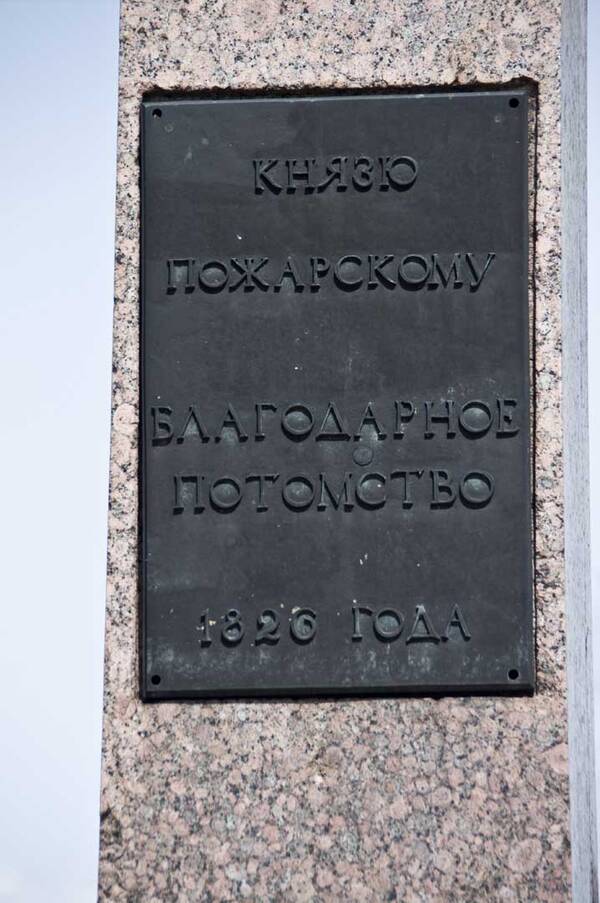 КНЯЗЮ
ПОЖАРСКОМУ
БЛАГОДАРНОЕ
ПОТОМСТВО
1826 ГОДА